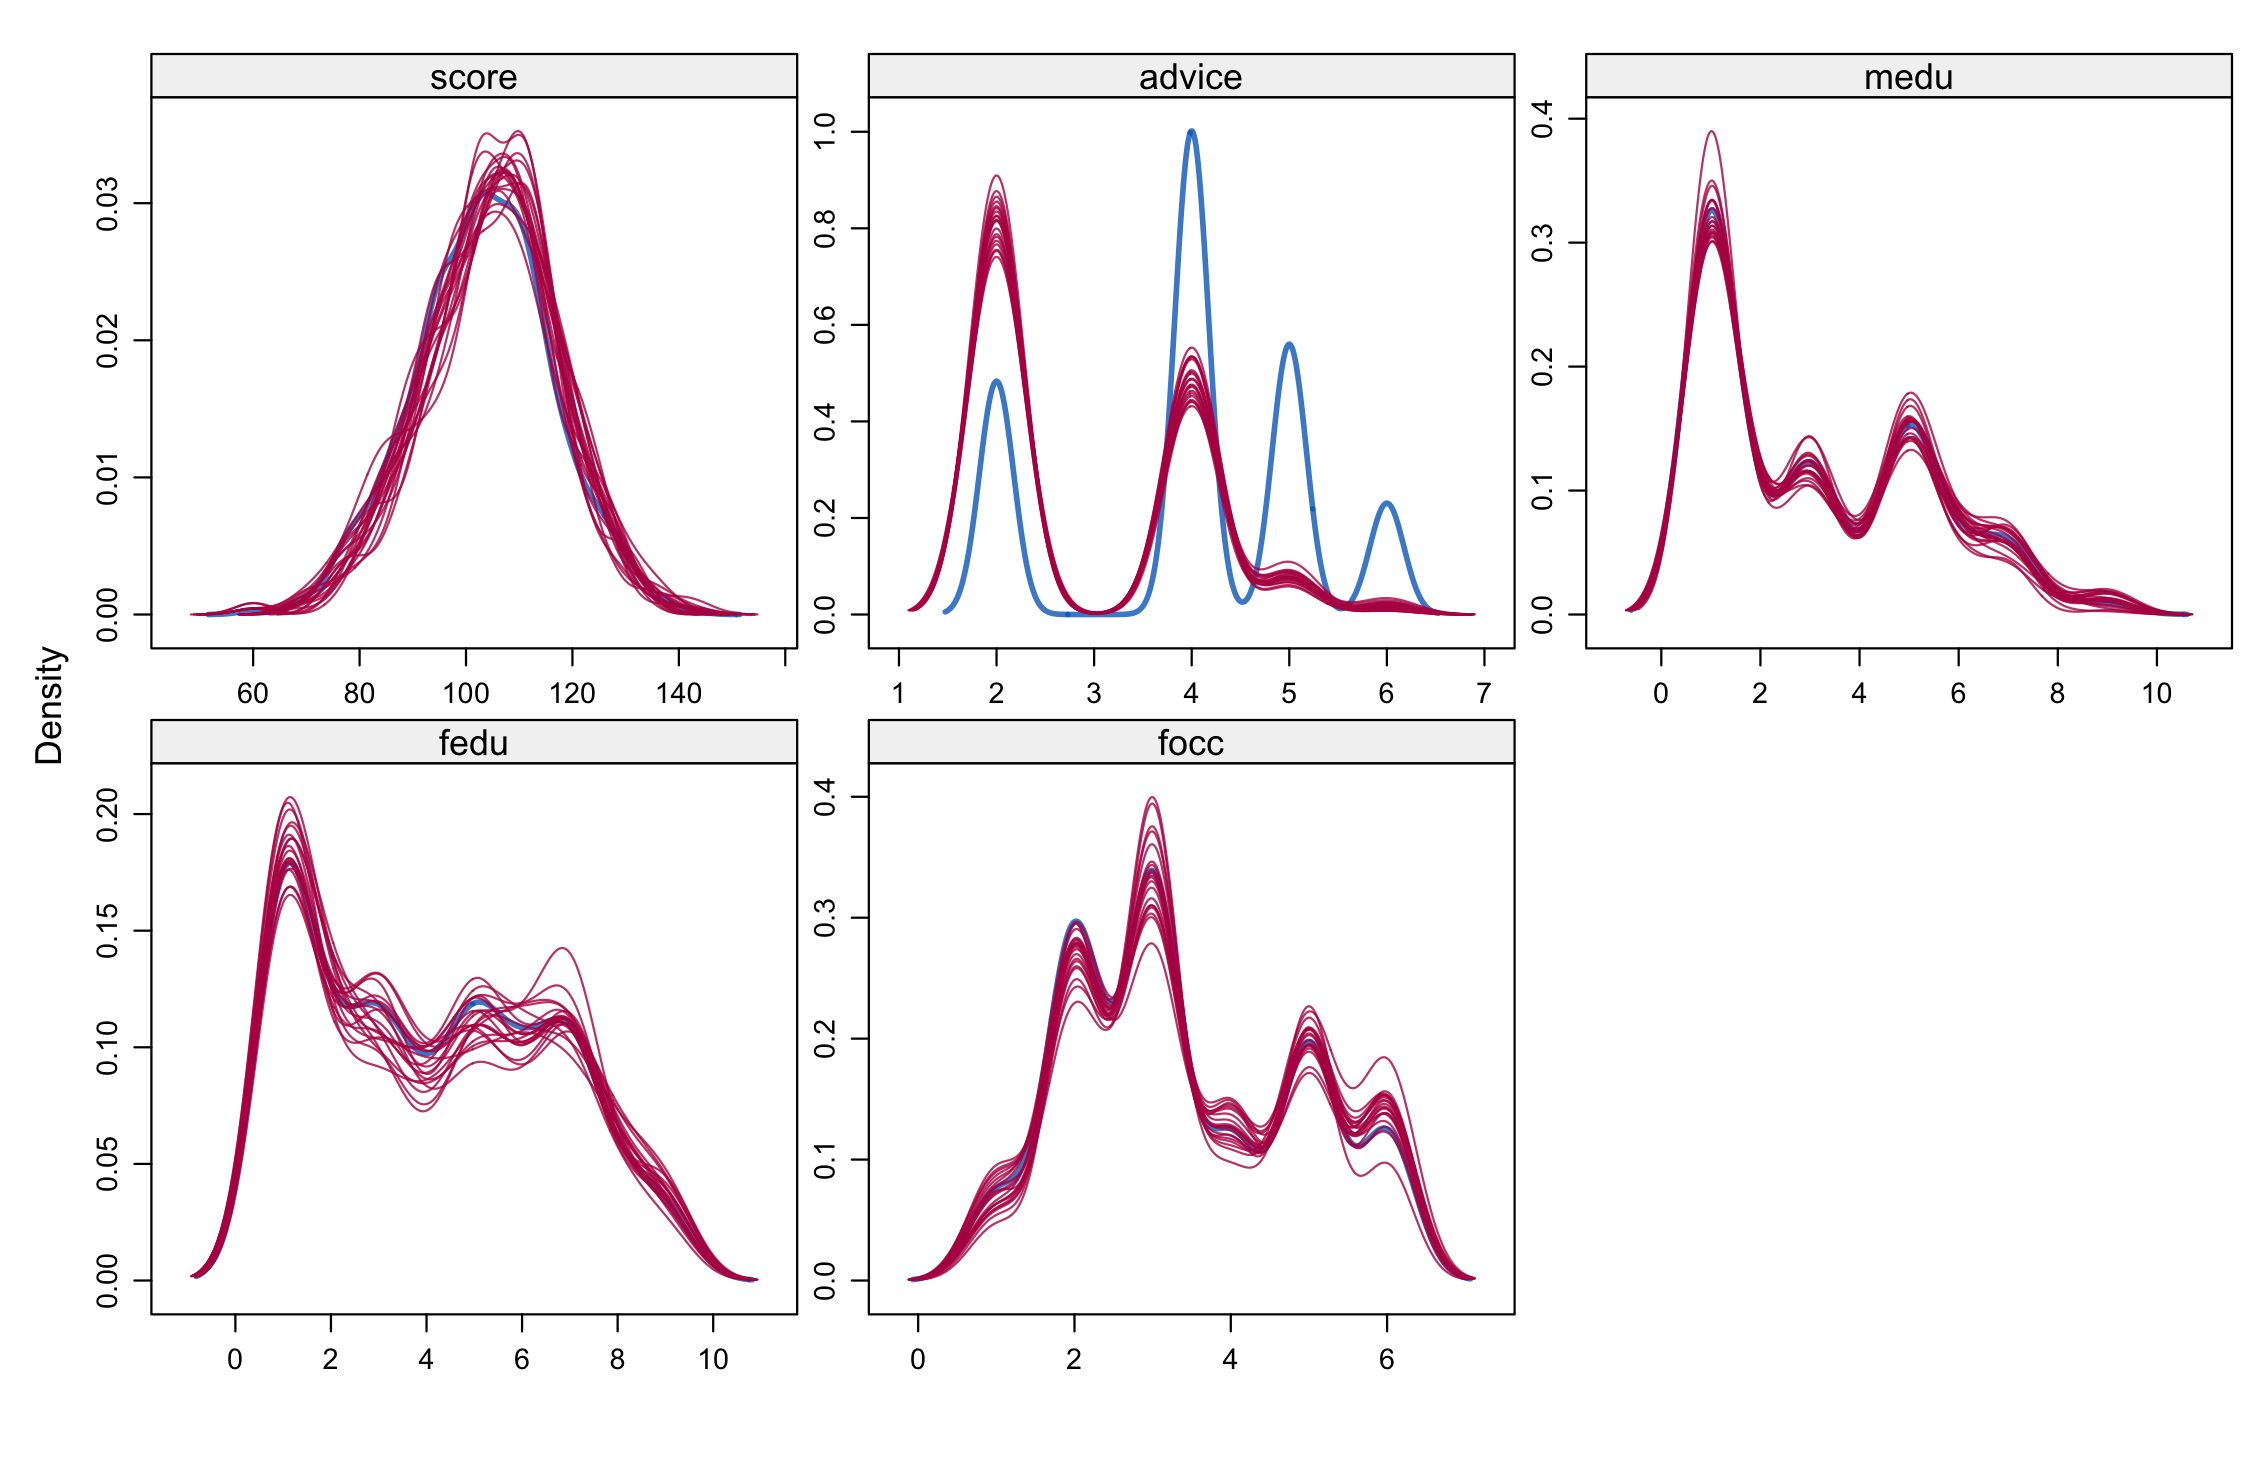 score
0.00 0.01 0.02 0.03
60 80 100 120 140
advice
0.0 0.2 0.4 0.6 0.8 1.0
1 2 3 4 5 6 7
medu
0.0 0.1 0.2 0.3 0.4
0 2 4 6 8 10
Density
fedu
0.00 0.05 0.10 0.15 0.20
0 2 4 6 8 10
focc
0.0 0.1 0.2 0.3 0.4
0 2 4 6